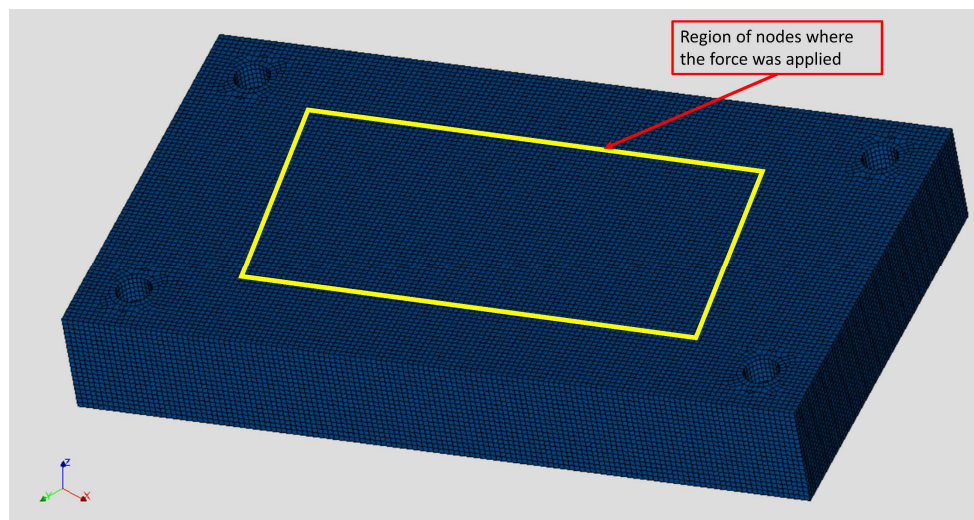 Region of nodes where
the force was applied
Z
Y
X